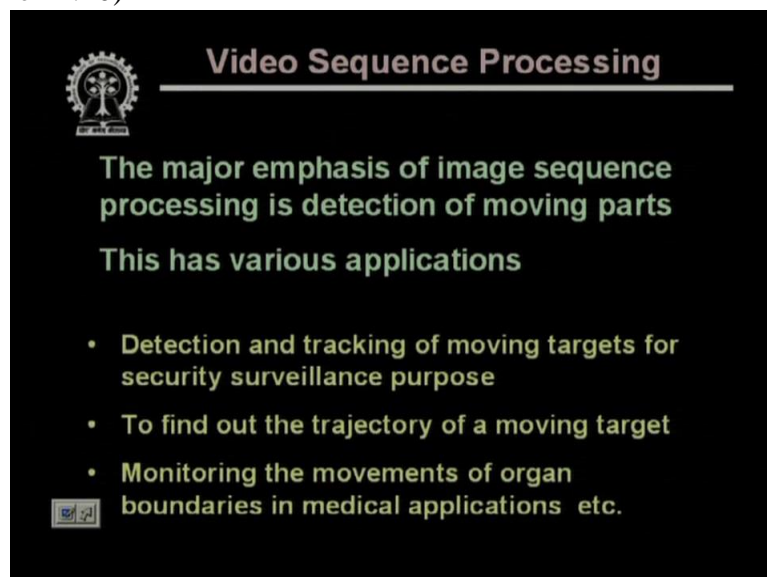 Video Sequence Processing
The major emphasis of image sequence
processing is detection of moving parts
This has various applications
• Detection and tracking of moving targets for
security surveillance purpose
• To find out the trajectory of a moving target
• Monitoring the movements of organ
boundaries in medical applications etc.